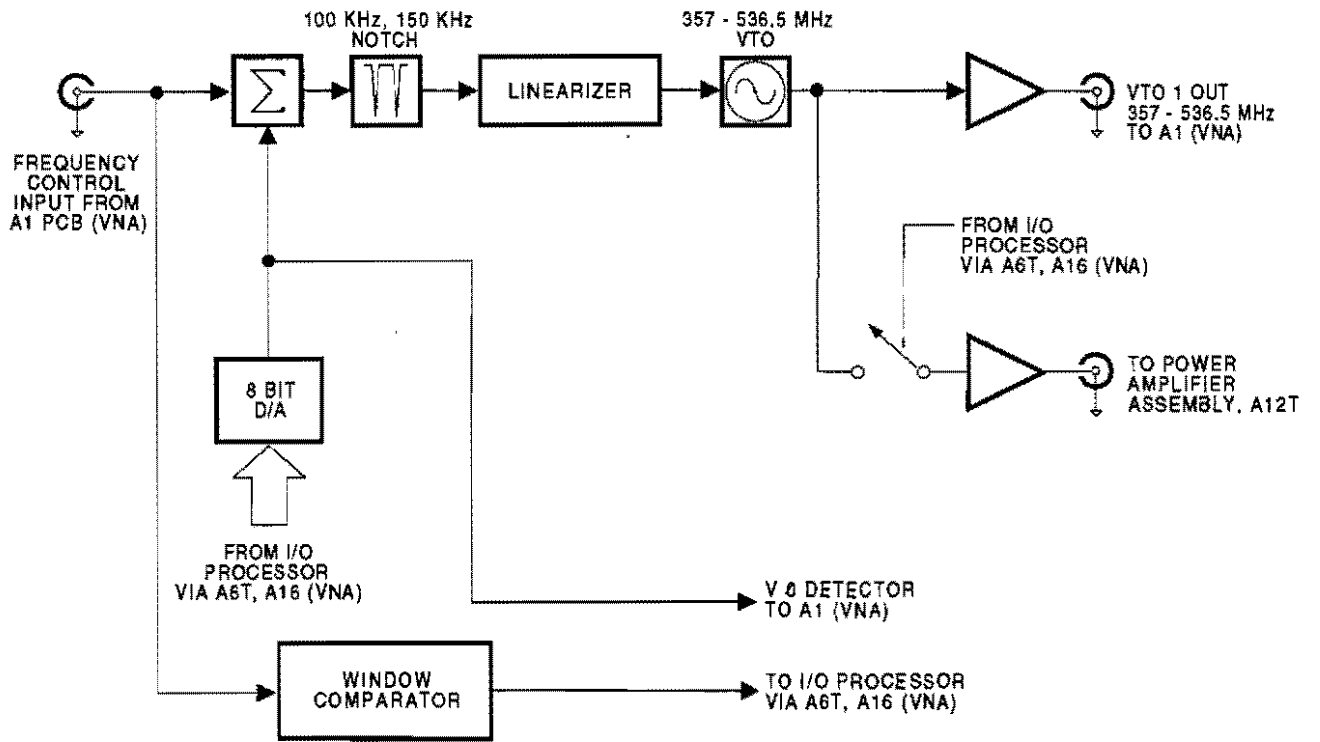 100 KHz, 150 KHz
NOTCH
357 - 536.5 MHz
VTO
Σ
LINEARIZER
VTO 1 OUT
357 - 536.5 MHz
TO A1 (VNA)
FREQUENCY
CONTROL
INPUT FROM
A1 PCB (VNA)
FROM I/O
PROCESSOR
VIA A6T, A16 (VNA)
8 BIT
D/A
TO POWER
AMPLIFIER
ASSEMBLY, A12T
FROM I/O
PROCESSOR
VIA A6T, A16 (VNA)
V DETECTOR
TO A1 (VNA)
WINDOW
COMPARATOR
TO I/O PROCESSOR
VIA A6T, A16 (VNA)